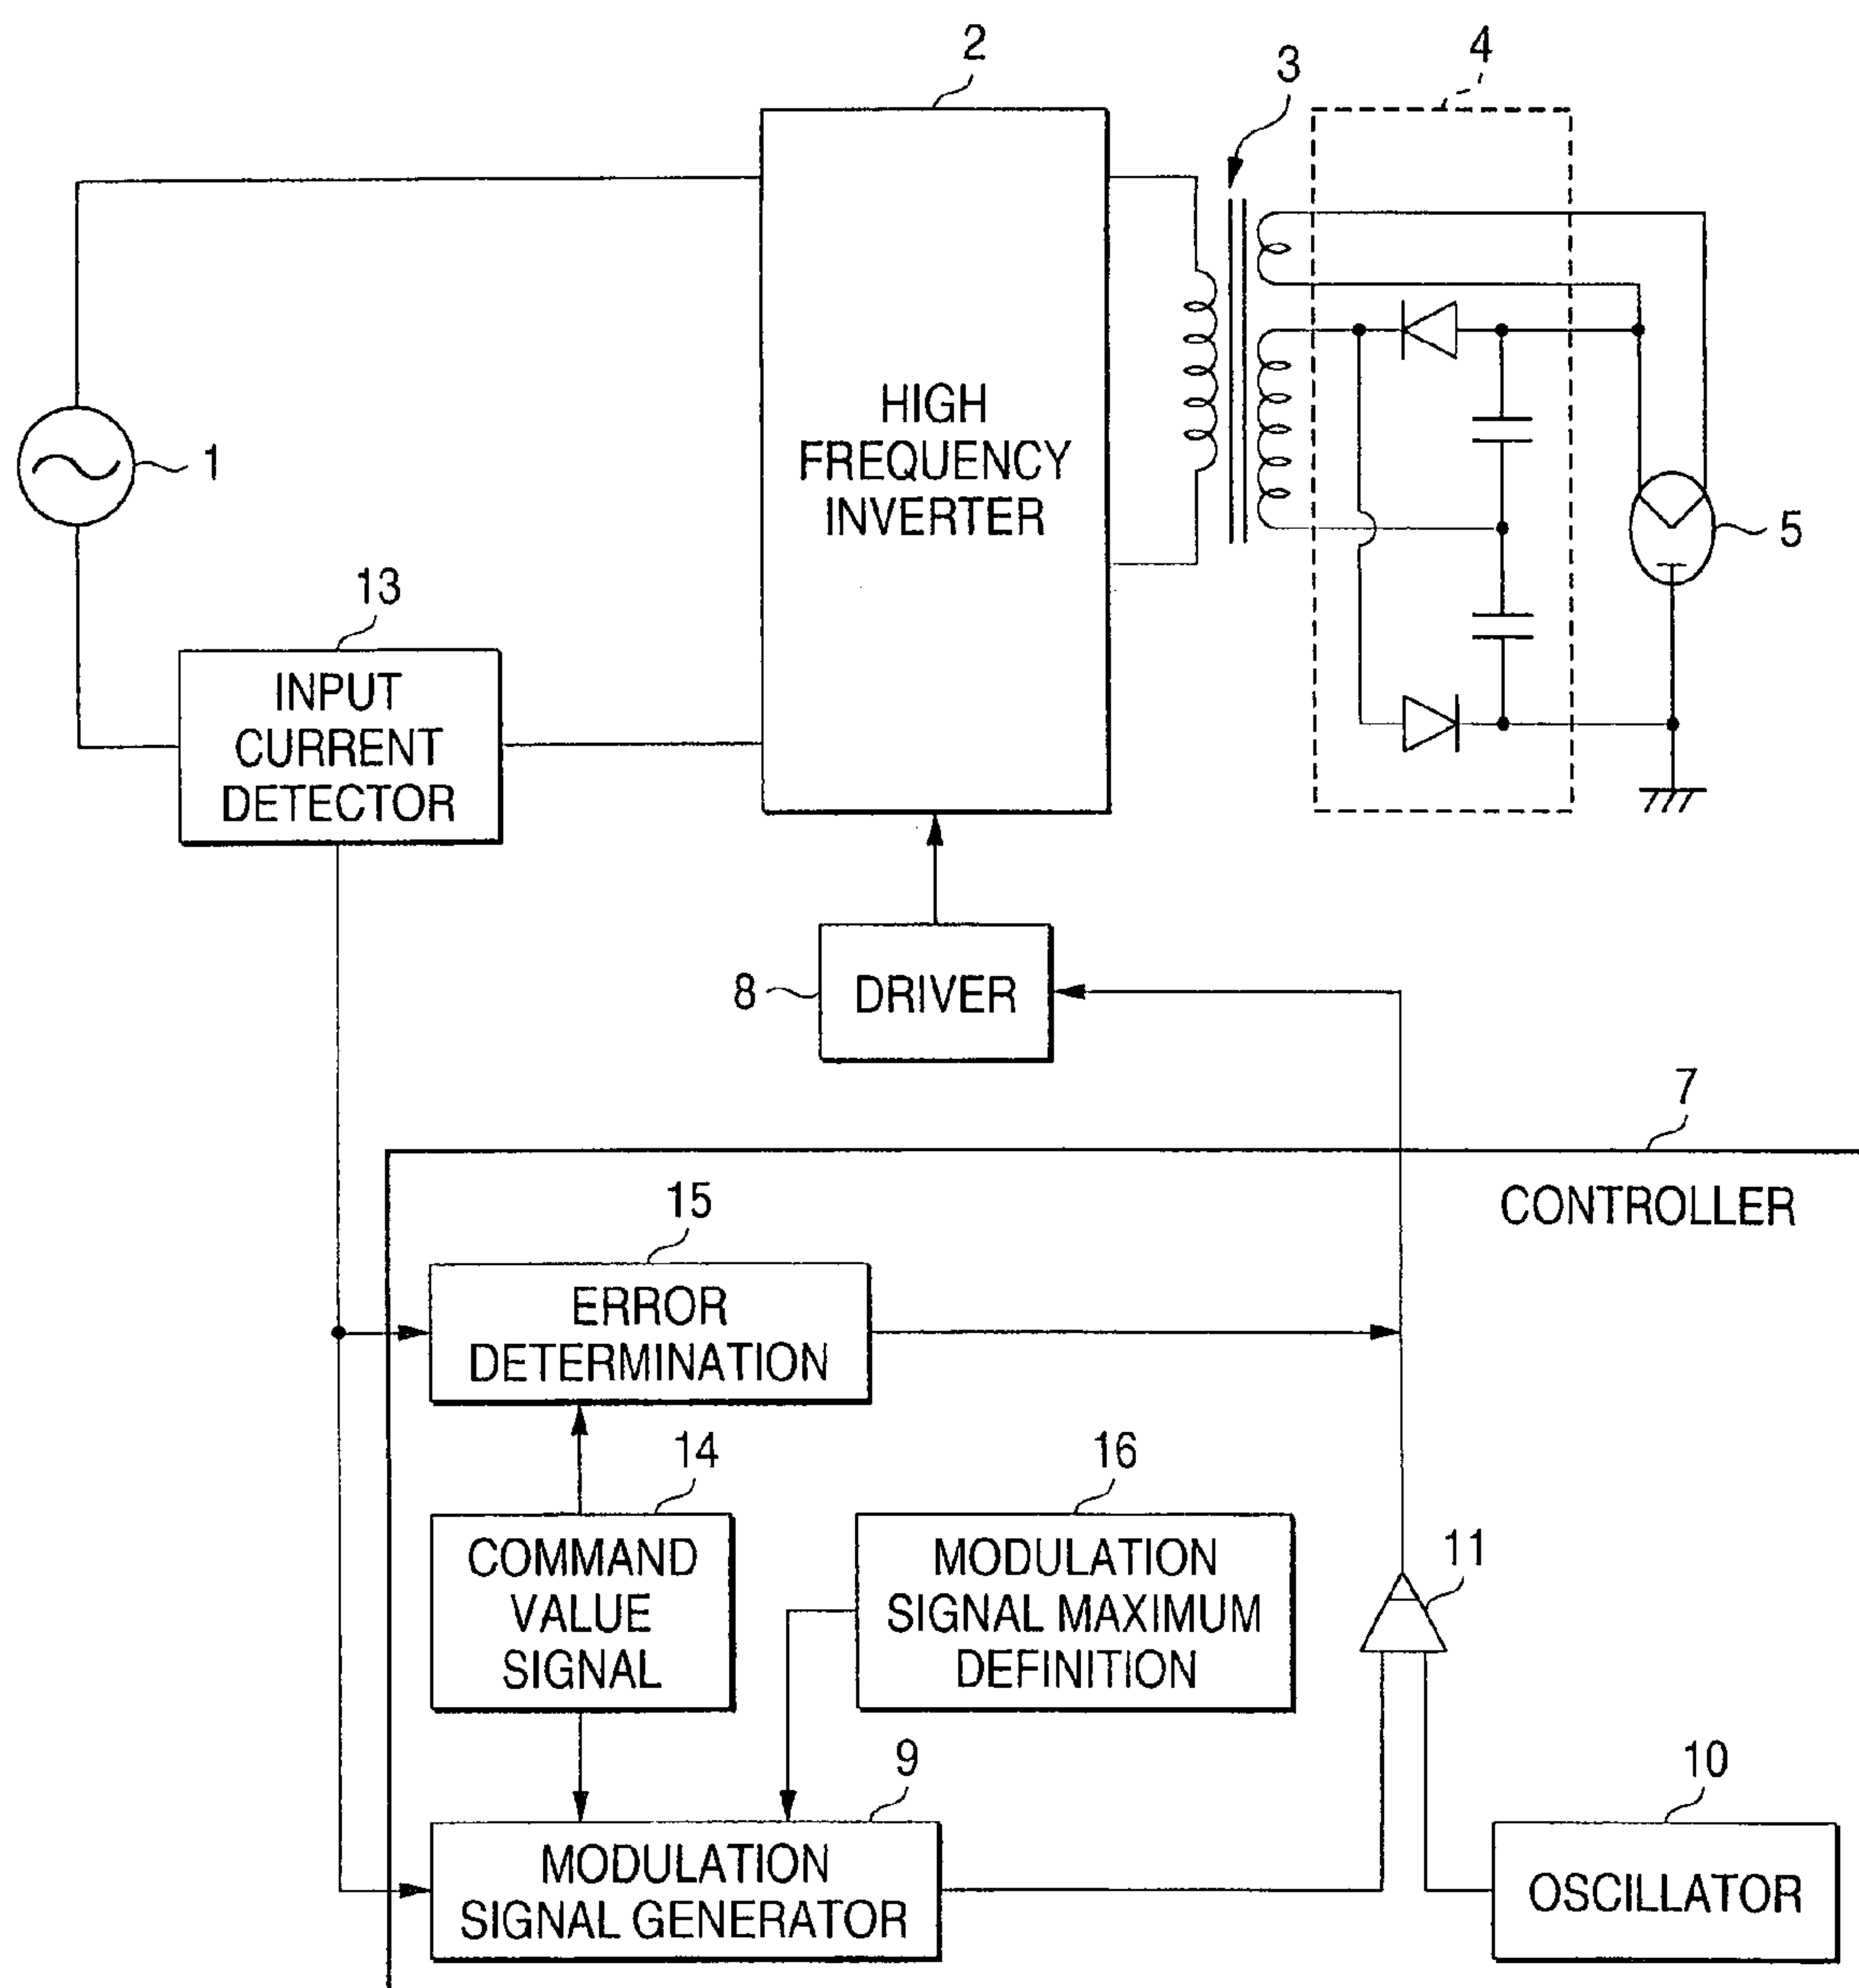 2
3
4
1
HIGH
FREQUENCY
INVERTER
5
13
INPUT
CURRENT
DETECTOR
8
DRIVER
7
CONTROLLER
15
ERROR
DETERMINATION
14
COMMAND
VALUE
SIGNAL
16
MODULATION
SIGNAL MAXIMUM
DEFINITION
11
9
MODULATION
SIGNAL GENERATOR
10
OSCILLATOR